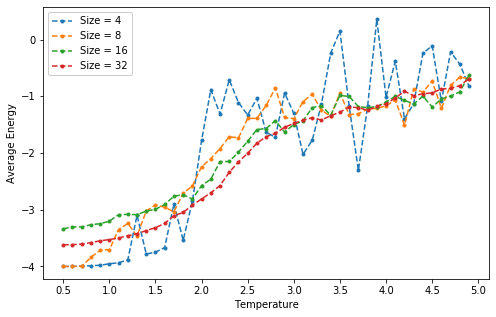 Size = 4
Size = 8
Size = 16
Size = 32
Average Energy
0
−1
−2
−3
−4
0.5 1.0 1.5 2.0 2.5 3.0 3.5 4.0 4.5 5.0
Temperature